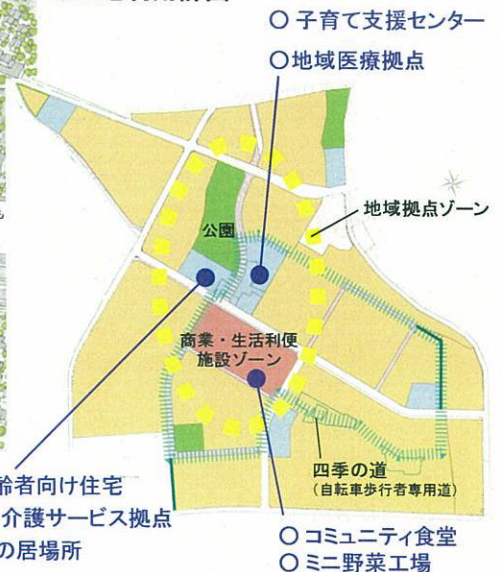 ○ 子育て支援センター
○地域医療拠点
地域拠点ゾーン
公園
商業・生活利便
施設ゾーン
四季の道
（自転車歩行者専用道）
齢者向け住宅
介護サービス拠点
の居場所
○ コミュニティ食堂
○ ミニ野菜工場